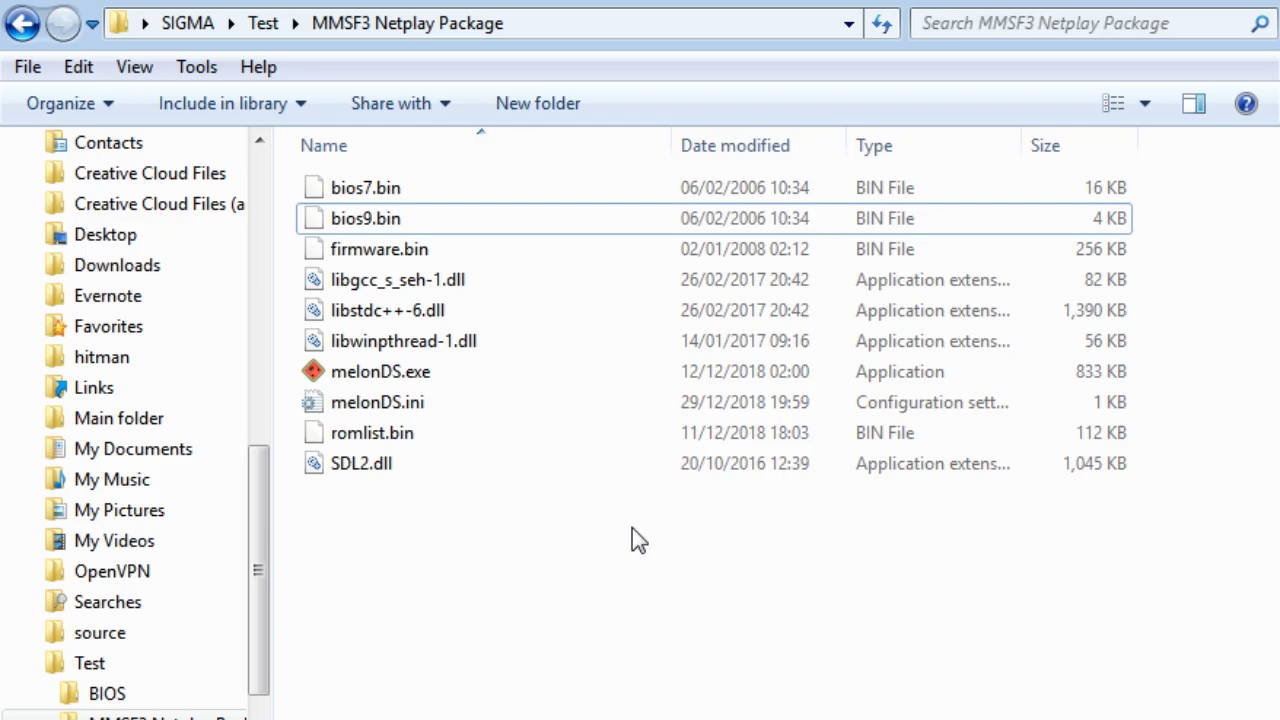 SIGMA Test MMSF3 Netplay Package Search MMSF3 Netplay Package
File Edit View Tools Help
Organize Include in library Share with New folder
Contacts
Creative Cloud Files
Creative Cloud Files (a
Desktop
Downloads
Evernote
Favorites
hitman
Links
Main folder
My Documents
My Music
My Pictures
My Videos
OpenVPN
Searches
source
Test
BIOS
Name Date modified Type Size
bios7.bin 06/02/2006 10:34 BIN File 16 KB
bios9.bin 06/02/2006 10:34 BIN File 4 KB
firmware.bin 02/01/2008 02:12 BIN File 256 KB
libgcc_s_seh-1.dll 26/02/2017 20:42 Application extens... 82 KB
libstdc++-6.dll 26/02/2017 20:42 Application extens... 1,390 KB
libwinpthread-1.dll 14/01/2017 09:16 Application extens... 56 KB
melonDS.exe 12/12/2018 02:00 Application 833 KB
melonDS.ini 29/12/2018 19:59 Configuration sett... 1 KB
romlist.bin 11/12/2018 18:03 BIN File 112 KB
SDL2.dll 20/10/2016 12:39 Application extens... 1,045 KB